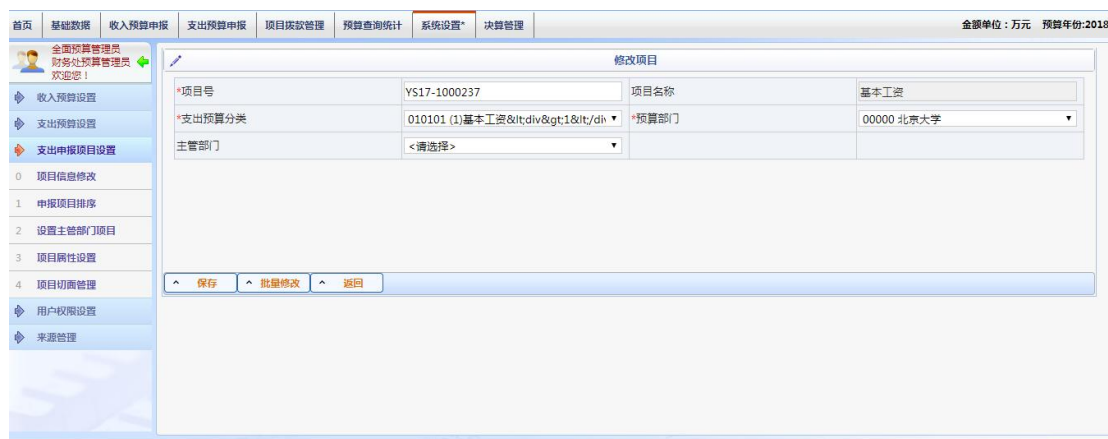 首页 基础数据 收入预算申报 支出预算申报 项目拨款管理 预算查询统计 系统设置* 决算管理 金额单位：万元 预算年份:2018
全面预算管理员
财务处预算管理员
欢迎您！
收入预算设置
支出预算设置
支出申报项目设置
0 项目信息修改
1 申报项目排序
2 设置主管部门项目
3 项目属性设置
4 项目切面管理
用户权限设置
来源管理
修改项目
*项目号 YS17-1000237 项目名称 基本工资
*支出预算分类 010101 (1)基本工资&lt;div&gt;1&lt;/div *预算部门 00000 北京大学
主管部门 <请选择>
保存 批量修改 返回